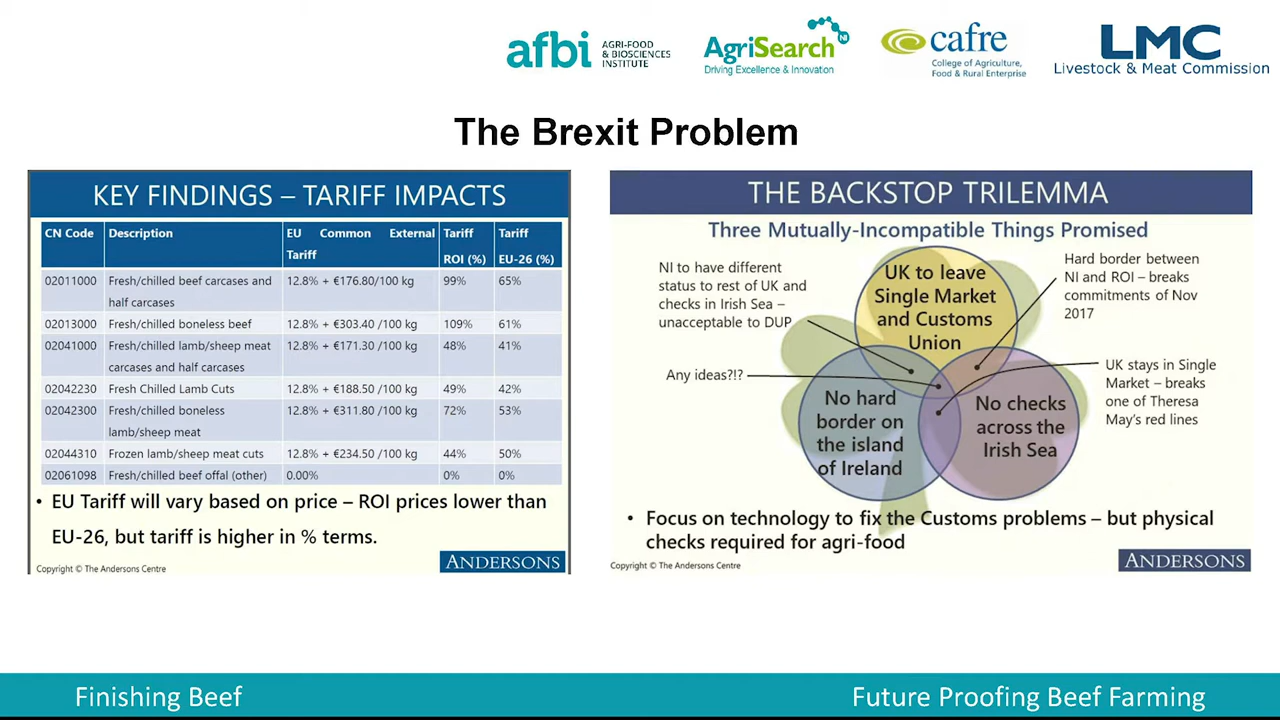 afbi AGRI-FOOD
& BIOSCIENCES
INSTITUTE
AgriSearch NI
Driving Excellence & Innovation
cafre
College of Agriculture,
Food & Rural Enterprise
LMC
Livestock & Meat Commission
The Brexit Problem
KEY FINDINGS – TARIFF IMPACTS
CN Code Description EU Common External Tariff Tariff
Tariff ROI (%) EU-26 (%)
02011000 Fresh/chilled beef carcases and 12.8% + €176.80/100 kg 99% 65%
half carcases
02013000 Fresh/chilled boneless beef 12.8% + €303.40 /100 kg 109% 61%
02041000 Fresh/chilled lamb/sheep meat 12.8% + €171.30 /100 kg 48% 41%
carcases and half carcases
02042230 Fresh Chilled Lamb Cuts 12.8% + €188.50 /100 kg 49% 42%
02042300 Fresh/chilled boneless 12.8% + €311.80 /100 kg 72% 53%
lamb/sheep meat
02044310 Frozen lamb/sheep meat cuts 12.8% + €234.50 /100 kg 44% 50%
02061098 Fresh/chilled beef offal (other) 0.00% 0% 0%
• EU Tariff will vary based on price – ROI prices lower than
EU-26, but tariff is higher in % terms.
Copyright © The Andersons Centre
ANDERSONS
THE BACKSTOP TRILEMMA
Three Mutually-Incompatible Things Promised
NI to have different
status to rest of UK and
checks in Irish Sea –
unacceptable to DUP
Any ideas?!?
UK to leave
Single Market
and Customs
Union
No hard
border on
the island
of Ireland
No checks
across the
Irish Sea
Hard border between
NI and ROI – breaks
commitments of Nov
2017
UK stays in Single
Market – breaks
one of Theresa
May's red lines
• Focus on technology to fix the Customs problems – but physical
checks required for agri-food
Copyright © The Andersons Centre
ANDERSONS
Finishing Beef
Future Proofing Beef Farming